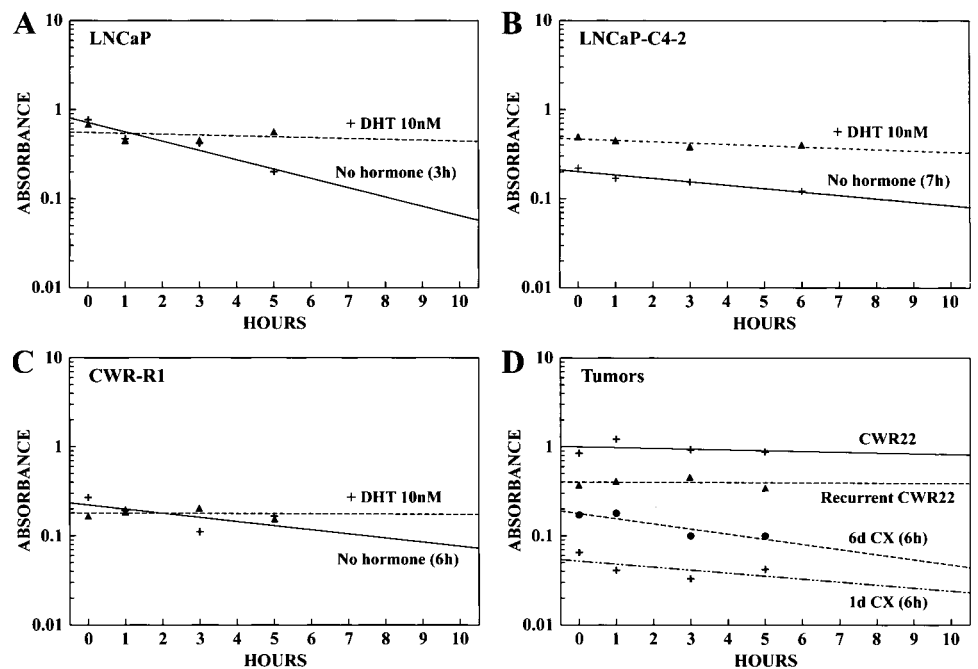 A
LNCaP
ABSORBANCE
10
1
0.1
0.01
+ DHT 10nM
No hormone (3h)
0 1 3 4 5 6 7 8 9 10
HOURS
B
LNCaP-C4-2
ABSORBANCE
10
1
0.1
0.01
+ DHT 10nM
No hormone (7h)
0 1 3 4 5 6 7 8 9 10
HOURS
C
CWR-R1
ABSORBANCE
10
1
0.1
0.01
+ DHT 10nM
No hormone (6h)
0 1 3 4 5 6 7 8 9 10
HOURS
D
Tumors
ABSORBANCE
10
1
0.1
0.01
CWR22
Recurrent CWR22
6d CX (6h)
1d CX (6h)
0 1 3 4 5 6 7 8 9 10
HOURS